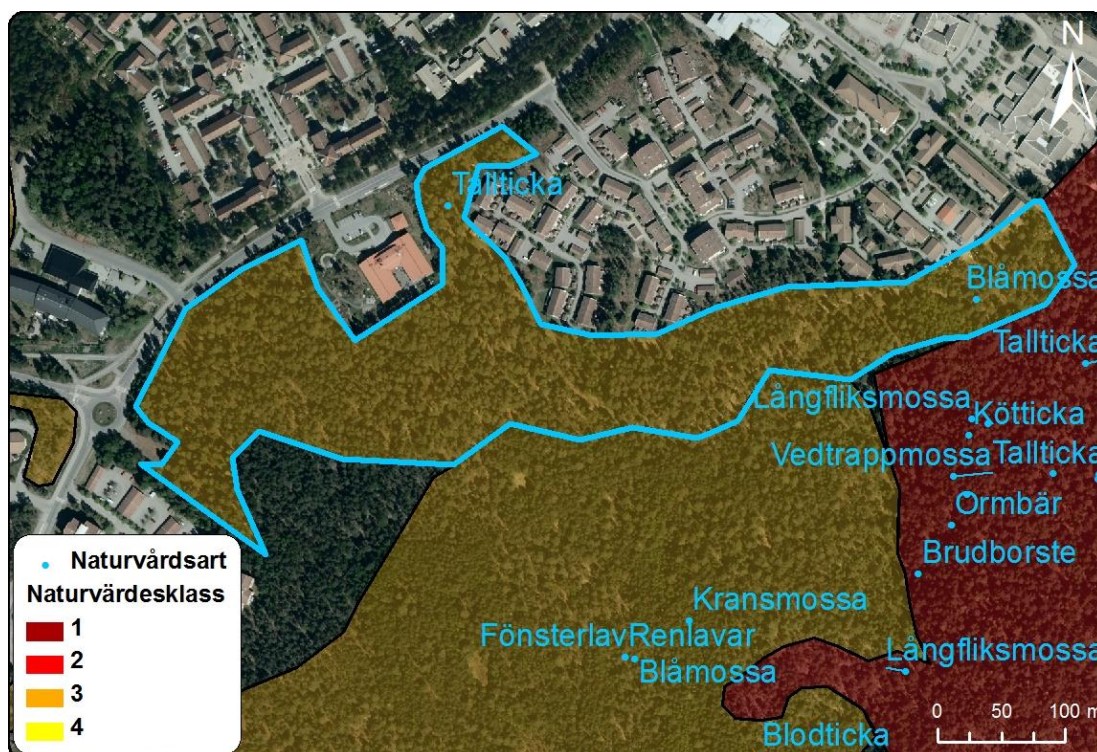 N
Tallticka
Blåmossa
Tallticka
Långfliksmossa
Kötticka
Vedtrappmossa
Tallticka
Ormbär
Brudborste
Kransmossa
Fönsterlav
Renlavar
Blåmossa
Långfliksmossa
Blodticka
Naturvårdsart
Naturvärdesklass
1
2
3
4
0 50 100 m